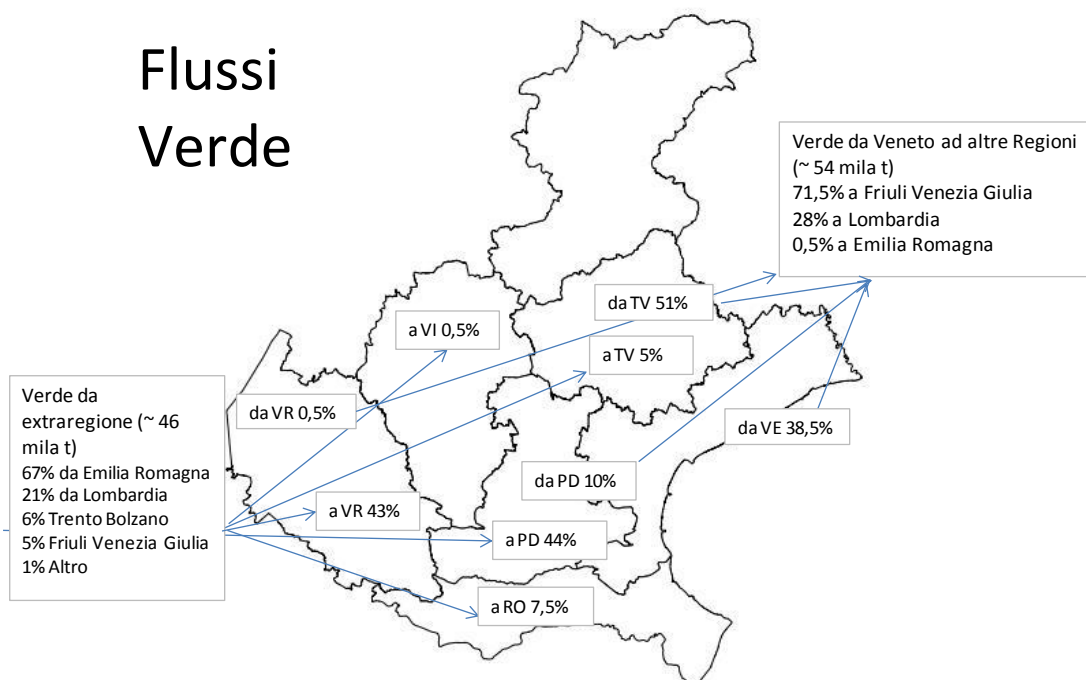 Flussi
Verde
Verde da Veneto ad altre Regioni
(~ 54 mila t)
71,5% a Friuli Venezia Giulia
28% a Lombardia
0,5% a Emilia Romagna
da TV 51%
a VI 0,5%
a TV 5%
Verde da
extraregione (~ 46
mila t)
67% da Emilia Romagna
21% da Lombardia
6% Trento Bolzano
5% Friuli Venezia Giulia
1% Altro
da VR 0,5%
da VE 38,5%
da PD 10%
a VR 43%
a PD 44%
a RO 7,5%